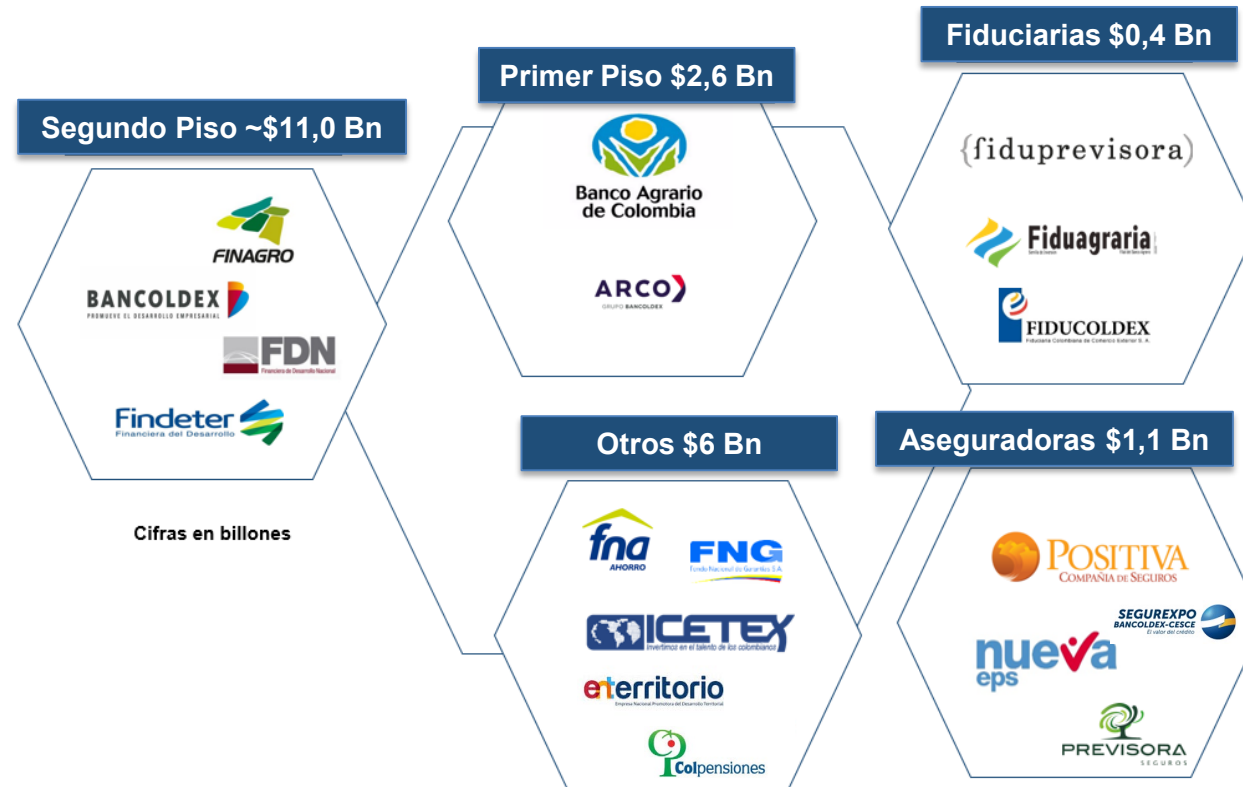 Segundo Piso ~$11,0 Bn
FINAGRO
BANCOLDEX
PROMUEVE EL DESARROLLO EMPRESARIAL
FDN
Financiera de Desarrollo Nacional
Findeter
Financiera del Desarrollo
Cifras en billones
Primer Piso $2,6 Bn
Banco Agrario
de Colombia
ARCO
GRUPO BANCOLDEX
Fiduciarias $0,4 Bn
{fiduprevisora)
Fiduagraria
FIDUCOLDEX
Fiduciaria Colombiana de Comercio Exterior S. A.
Otros $6 Bn
fna
AHORRO
FNG
Fondo Nacional de Garantías S.A.
ICETEX
invertimos en el talento de los colombianos
enterritorio
Empresa Nacional Promotora del Desarrollo Territorial
Colpensiones
Aseguradoras $1,1 Bn
POSITIVA
COMPAÑIA DE SEGUROS
SEGUREXPO
BANCOLDEX-CESCE
El valor del crédito
nueva
eps
PREVISORA
SEGUROS